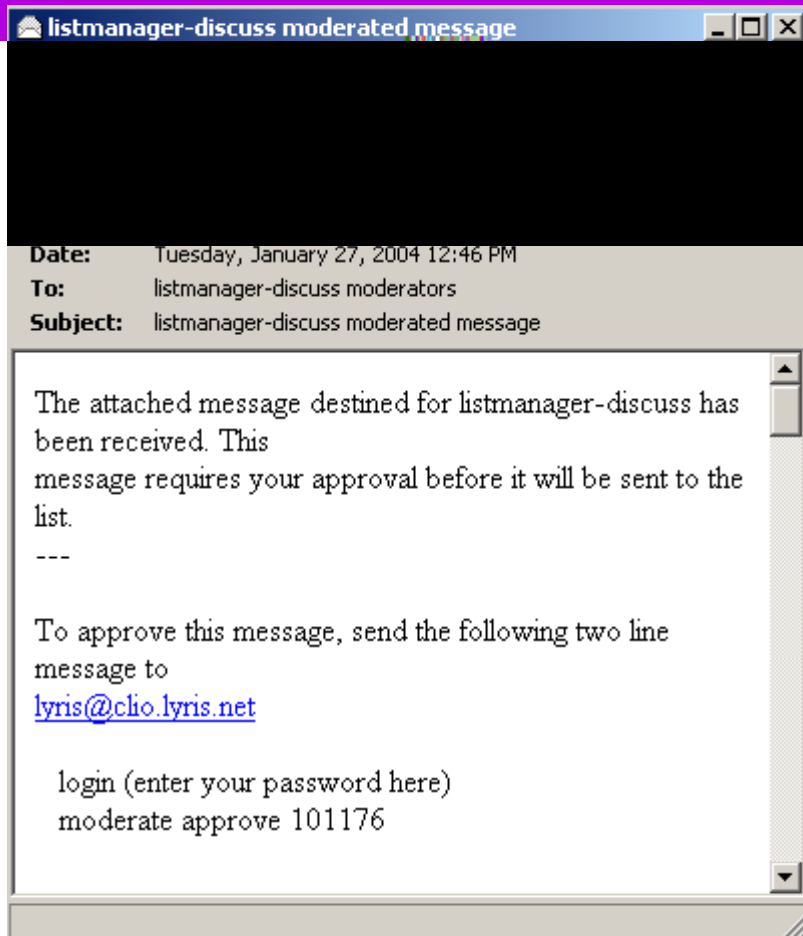 listmanager-discuss moderated message
Date: Tuesday, January 27, 2004 12:46 PM
To: listmanager-discuss moderators
Subject: listmanager-discuss moderated message
The attached message destined for listmanager-discuss has
been received. This
message requires your approval before it will be sent to the
list.
---
To approve this message, send the following two line
message to
lyris@clio.lyris.net
login (enter your password here)
moderate approve 101176